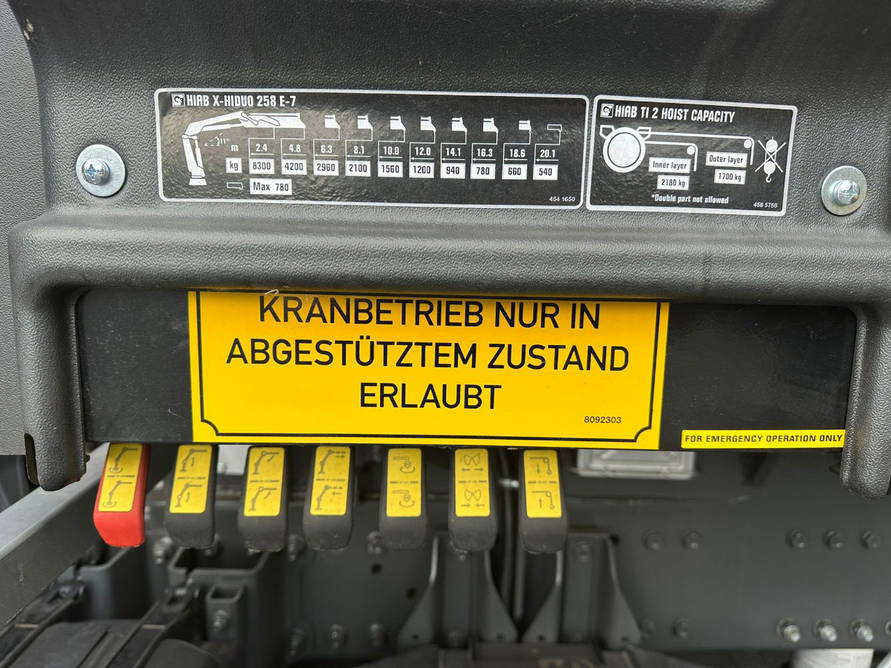 HIAB X-HIDUO 258 E-7
m 2.4 4.8 6.3 8.1 10.0 12.0 14.1 16.3 18.6 20.1
kg 8300 4200 2960 2100 1560 1200 940 780 660 540
Max 780
454 1650
HIAB TI 2 HOIST CAPACITY
Inner layer
2180 kg
Outer layer
1700 kg
*Double part not allowed
458 5750
KRANBETRIEB NUR IN
ABGESTÜTZTEM ZUSTAND
ERLAUBT
8092303
FOR EMERGENCY OPERATION ONLY